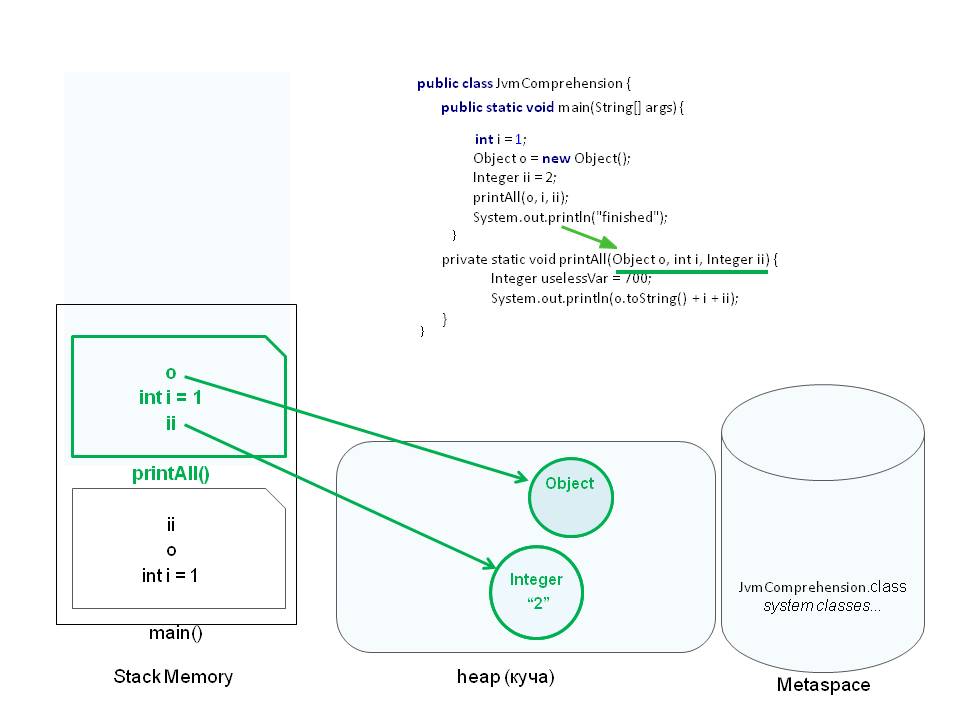 public class JvmComprehension {
public static void main(String[] args) {
int i = 1;
Object o = new Object();
Integer ii = 2;
printAll(o, i, ii);
System.out.println("finished");
}
private static void printAll(Object o, int i, Integer ii) {
Integer uselessVar = 700;
System.out.println(o.toString() + i + ii);
}
}
o
int i = 1
ii
printAll()
ii
o
int i = 1
main()
Stack Memory
Object
Integer
“2”
heap (куча)
JvmComprehension.class
system classes...
Metaspace